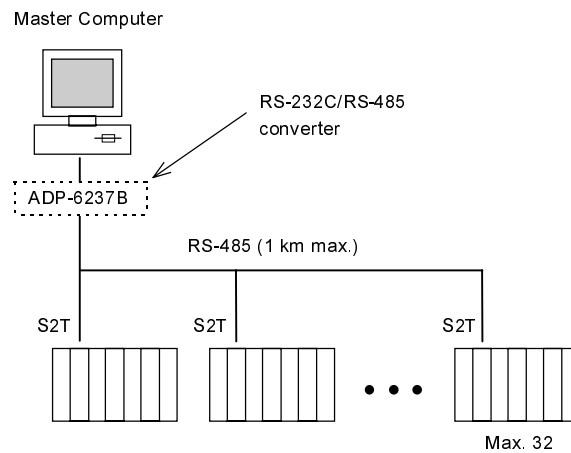 Master Computer
RS-232C/RS-485
converter
ADP-6237B
RS-485 (1 km max.)
S2T
S2T
S2T
Max. 32